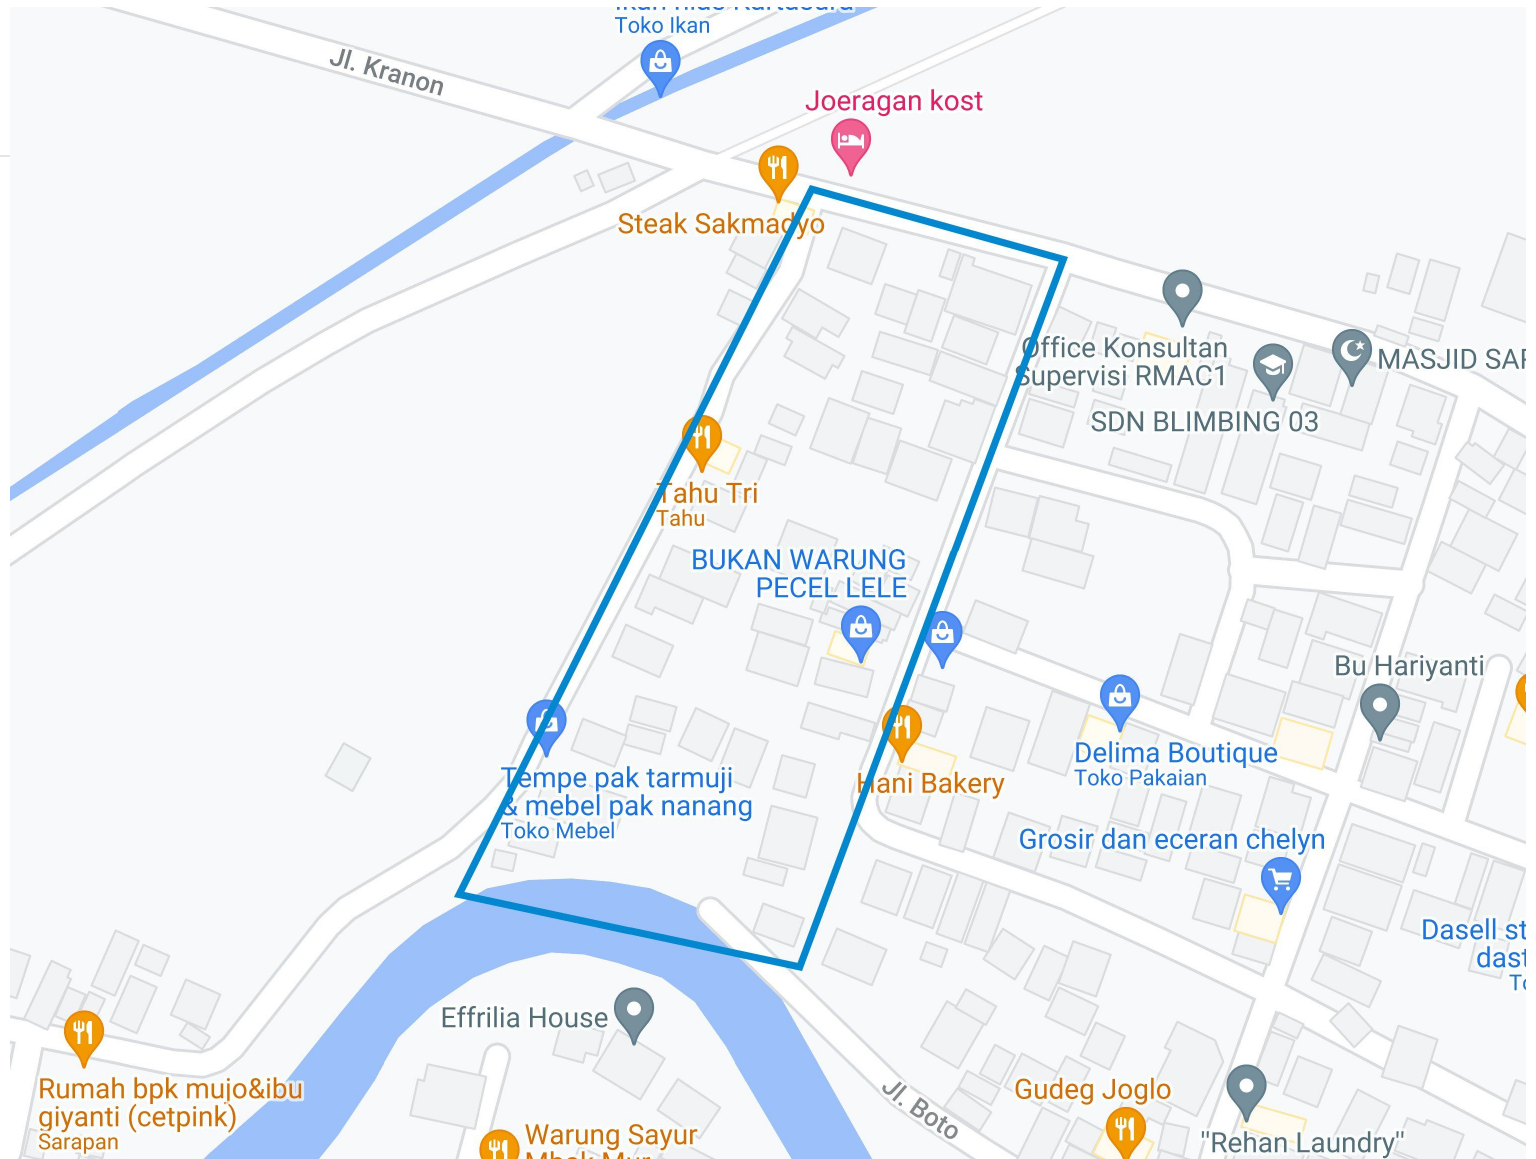 Toko Ikan
Jl. Kranon
Joeragan kost
Steak Sakmadyo
Office Konsultan
Supervisi RMAC1
MASJID
SDN BLIMBING 03
Tahu Tri
Tahu
BUKAN WARUNG
PECEL LELE
Bu Hariyanti
Delima Boutique
Toko Pakaian
Tempe pak tarmuji
& mebel pak nanang
Toko Mebel
Hani Bakery
Grosir dan eceran chelyn
Dasell
Effrilia House
Rumah bpk mujo&ibu
giyanti (cetpink)
Sarapan
Jl. Boto
Gudeg Joglo
Warung Sayur
"Rehan Laundry"